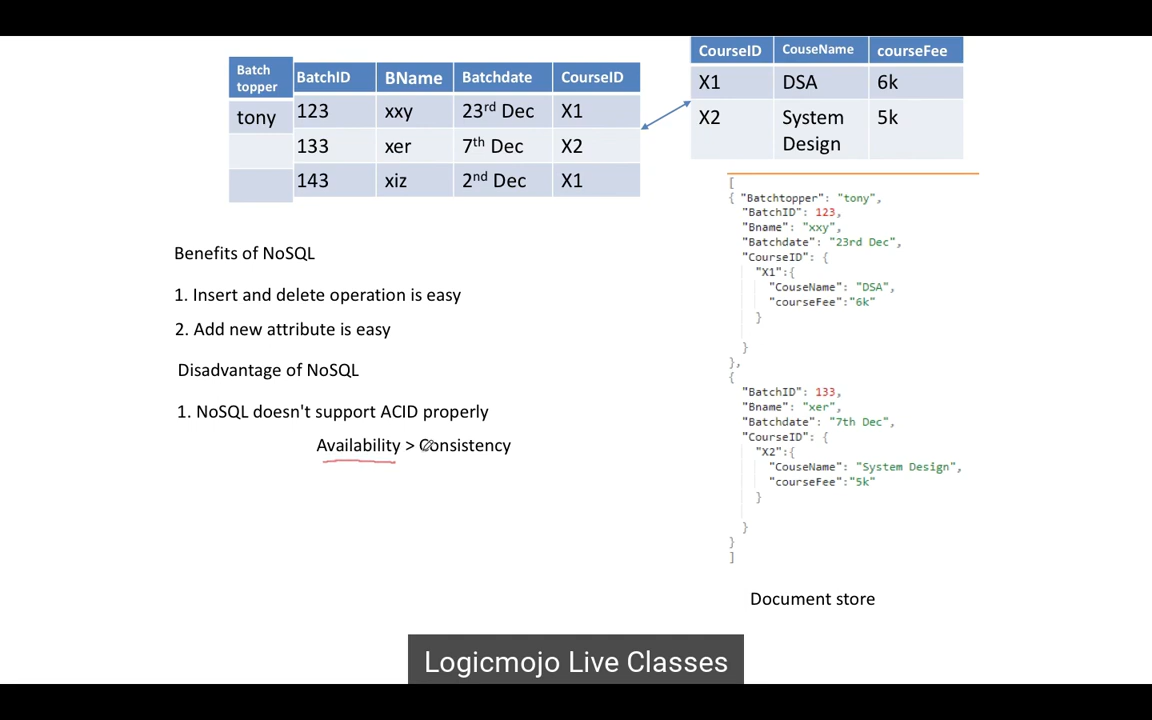 Batch topper BatchID BName Batchdate CourseID
tony 123 xxy 23rd Dec X1
133 xer 7th Dec X2
143 xiz 2nd Dec X1
CourseID CouseName courseFee
X1 DSA 6k
X2 System Design 5k
Benefits of NoSQL
1. Insert and delete operation is easy
2. Add new attribute is easy
Disadvantage of NoSQL
1. NoSQL doesn't support ACID properly
Availability > Consistency
[
{ "Batchtopper": "tony",
"BatchID": 123,
"Bname": "xxy",
"Batchdate": "23rd Dec",
"CourseID": {
"X1":{
"CouseName": "DSA",
"courseFee":"6k"
}
}
},
{
"BatchID": 133,
"Bname": "xer",
"Batchdate": "7th Dec",
"CourseID": {
"X2":{
"CouseName": "System Design",
"courseFee":"5k"
}
}
}
]
Document store
Logicmojo Live Classes